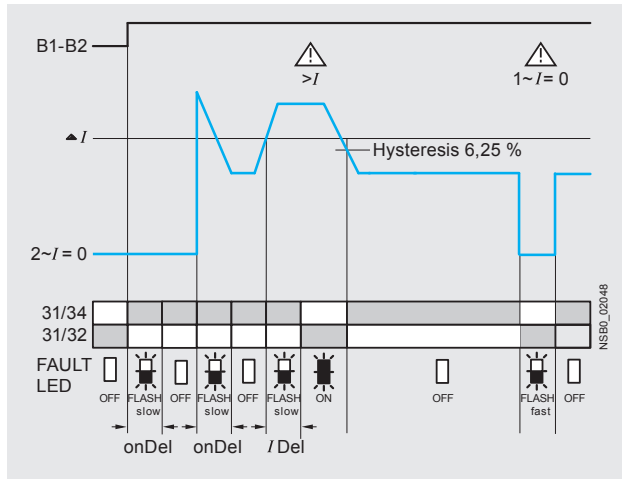 B1-B2
>I
1~I= 0
▲ I
Hysteresis 6,25 %
2~I= 0
NSB0_02048
31/34
31/32
FAULT
LED
OFF FLASH OFF FLASH OFF FLASH ON OFF FLASH OFF
slow slow slow fast
onDel onDel I Del